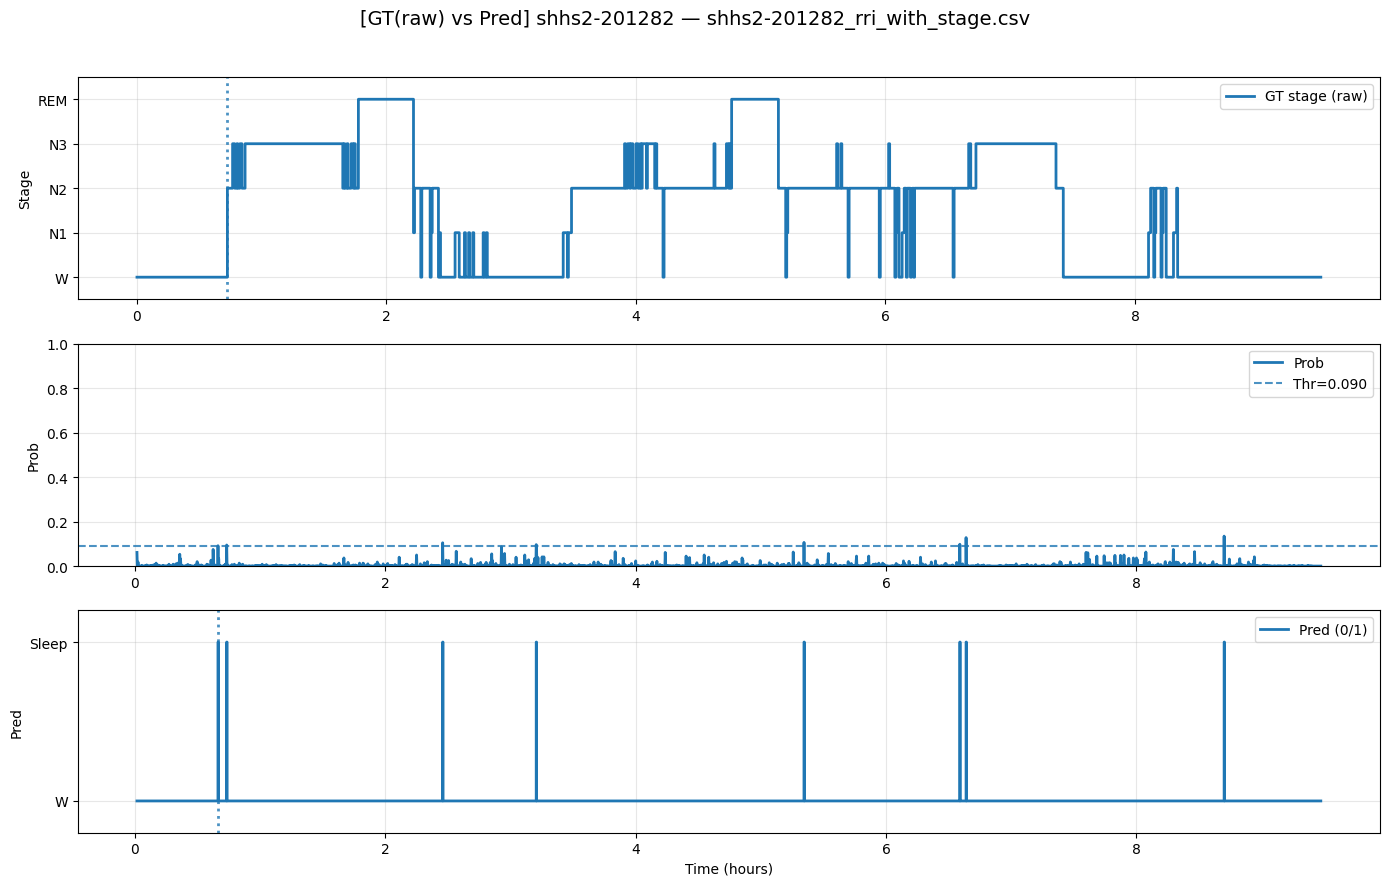 [GT(raw) vs Pred] shhs2-201282 — shhs2-201282_rri_with_stage.csv
Stage
REM
N3
N2
N1
W
GT stage (raw)
0 2 4 6 8
Prob
1.0
0.8
0.6
0.4
0.2
0.0
Prob
Thr=0.090
0 2 4 6 8
Pred
Sleep
W
Pred (0/1)
0 2 4 6 8
Time (hours)